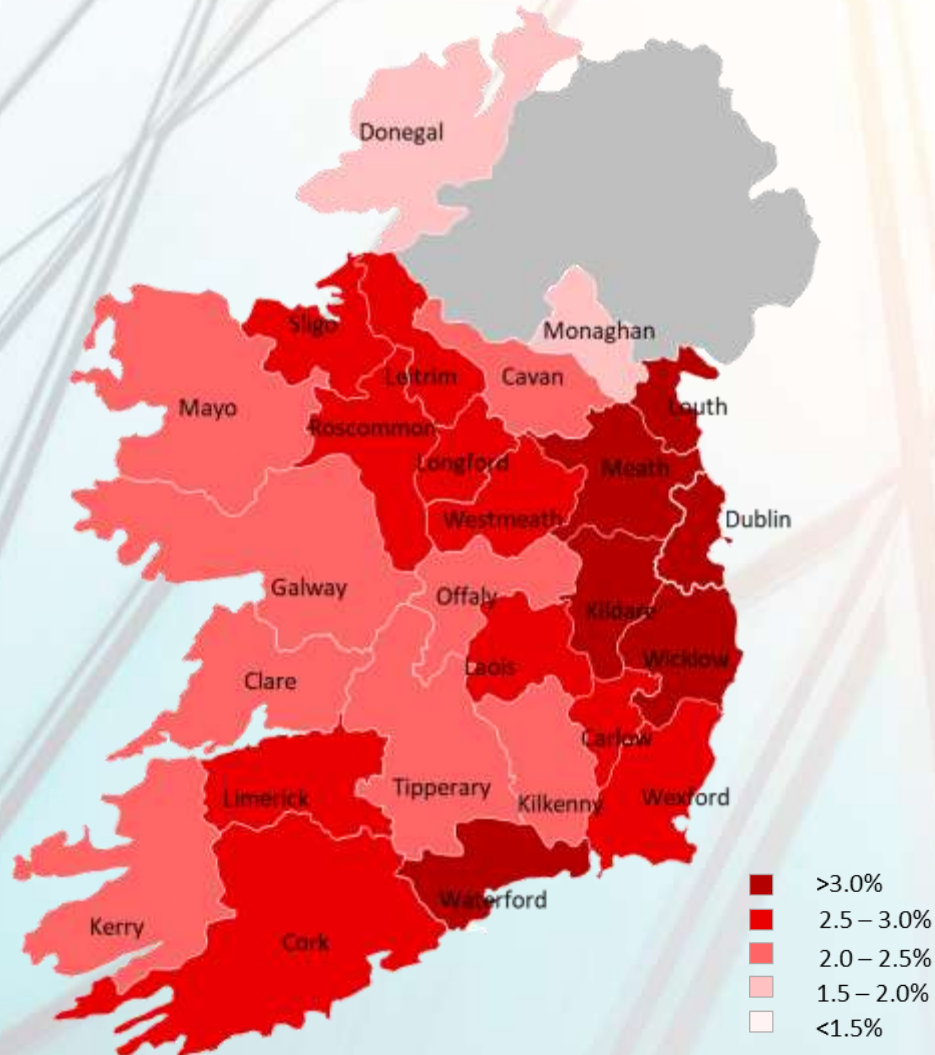 Donegal
Monaghan
Sligo
Leitrim
Cavan
Mayo
Louth
Roscommon
Longford
Meath
Westmeath
Dublin
Galway
Offaly
Kildare
Laois
Wicklow
Clare
Carlow
Tipperary
Limerick
Kilkenny
Wexford
Waterford
Kerry
Cork
>3.0%
2.5 – 3.0%
2.0 – 2.5%
1.5 – 2.0%
<1.5%